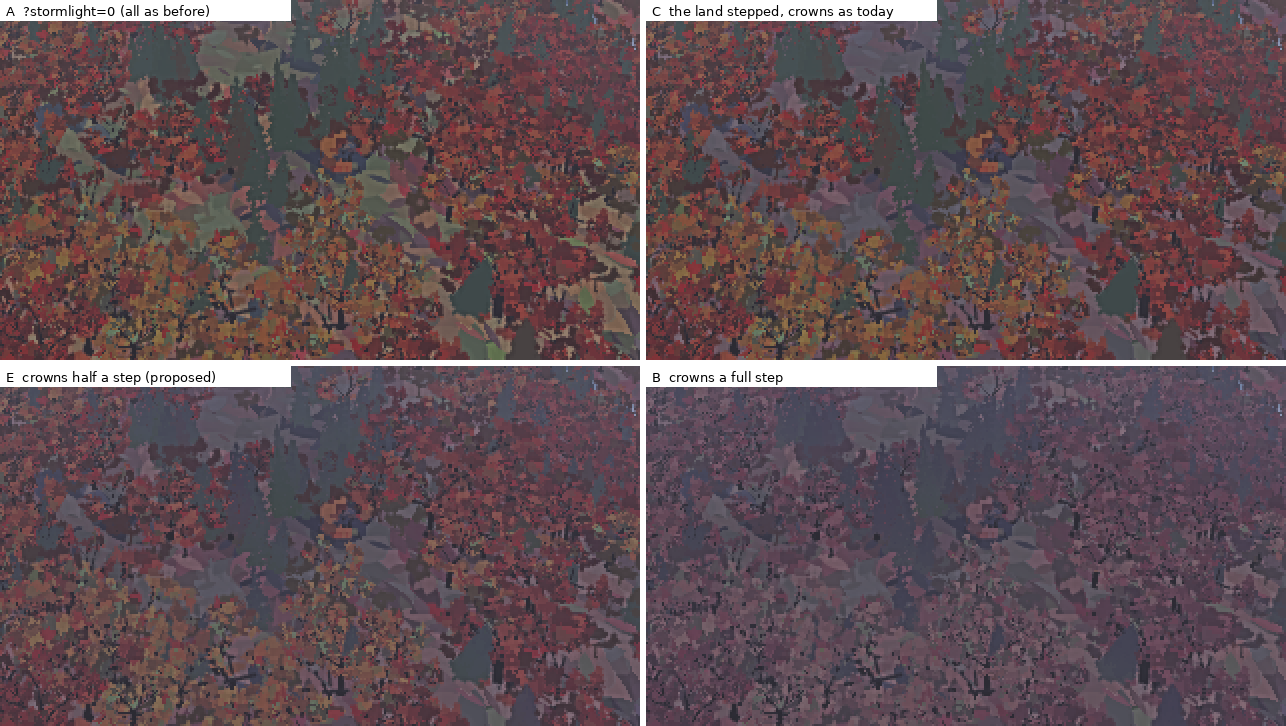 A ?stormlight=0 (all as before)
C the land stepped, crowns as today
E crowns half a step (proposed)
B crowns a full step